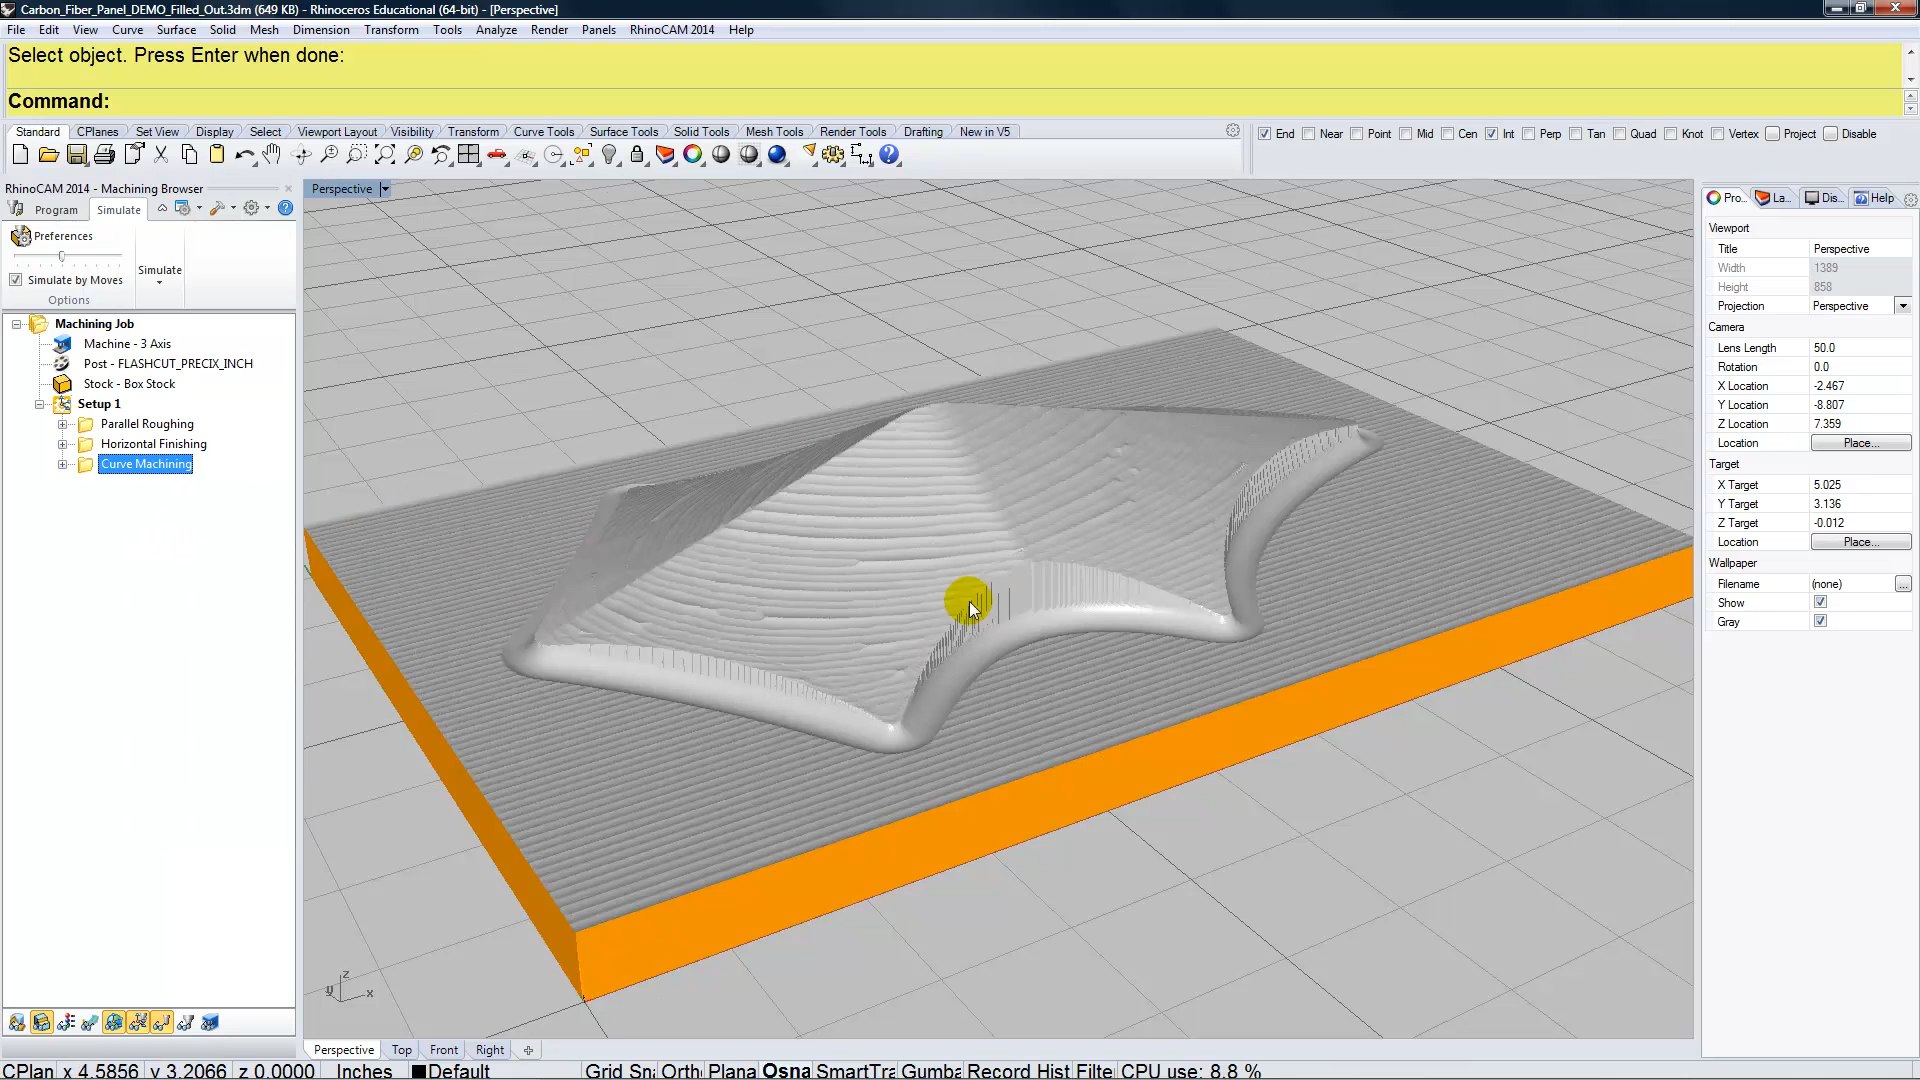 Carbon_Fiber_Panel_DEMO_Filled_Out.3dm (649 KB) - Rhinoceros Educational (64-bit) - [Perspective]
File Edit View Curve Surface Solid Mesh Dimension Transform Tools Analyze Render Panels RhinoCAM 2014 Help
Select object. Press Enter when done:
Command:
Standard CPlanes Set View Display Select Viewport Layout Visibility Transform Curve Tools Surface Tools Solid Tools Mesh Tools Render Tools Drafting New in V5
End Near Point Mid Cen Int Perp Tan Quad Knot Vertex Project Disable
RhinoCAM 2014 - Machining Browser
Program Simulate
Preferences
Simulate by Moves
Options
Simulate
Machining Job
Machine - 3 Axis
Post - FLASHCUT_PRECIX_INCH
Stock - Box Stock
Setup 1
Parallel Roughing
Horizontal Finishing
Curve Machining
Perspective
z
y x
Pro... La... Dis... Help
Viewport
Title Perspective
Width 1389
Height 858
Projection Perspective
Camera
Lens Length 50.0
Rotation 0.0
X Location -2.467
Y Location -8.807
Z Location 7.359
Location Place...
Target
X Target 5.025
Y Target 3.136
Z Target -0.012
Location Place...
Wallpaper
Filename (none) ...
Show
Gray
Perspective Top Front Right
CPlan x 4.5856 y 3.2066 z 0.0000 Inches Default Grid Sn Orth Plana Osna SmartTra Gumba Record Hist Filte CPU use: 8.8 %